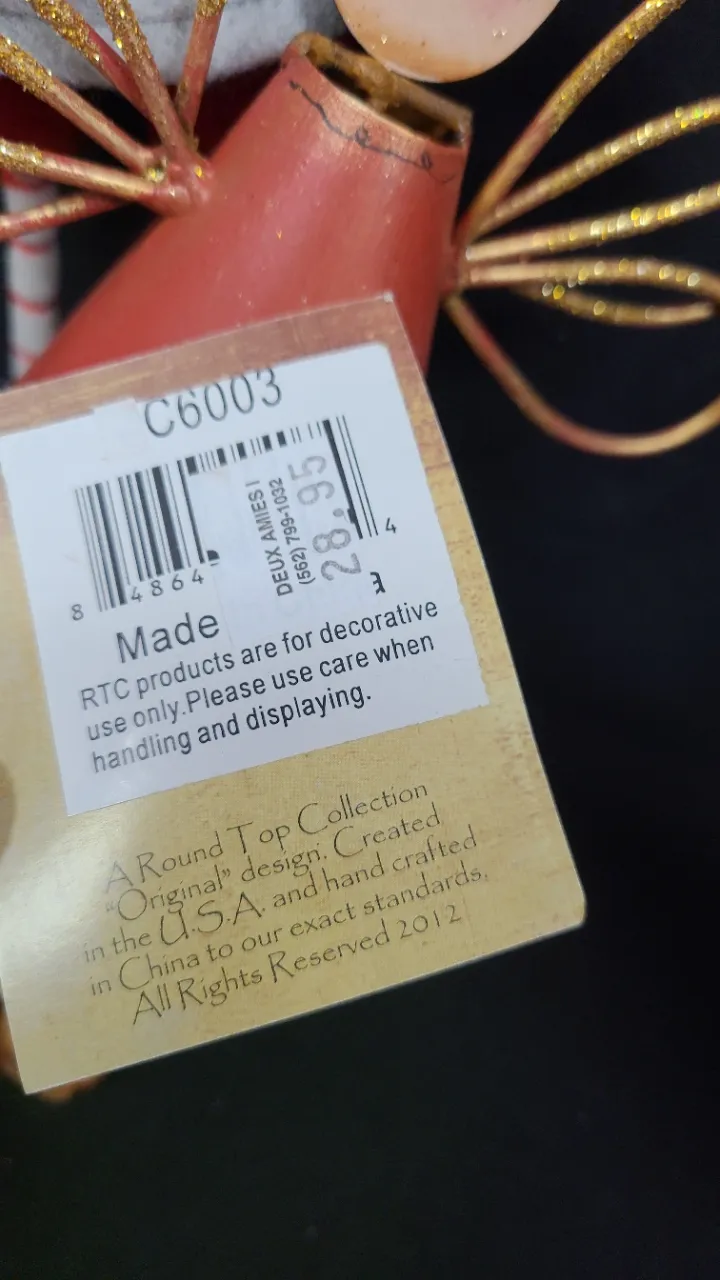 C6003
8 4864 4
DEUX AMIES
(562) 799-1032
28.95
Made
RTC products are for decorative
use only.Please use care when
handling and displaying.
A Round Top Collection
"Original" design. Created
in the U.S.A. and hand crafted
in China to our exact standards.
All Rights Reserved 2012